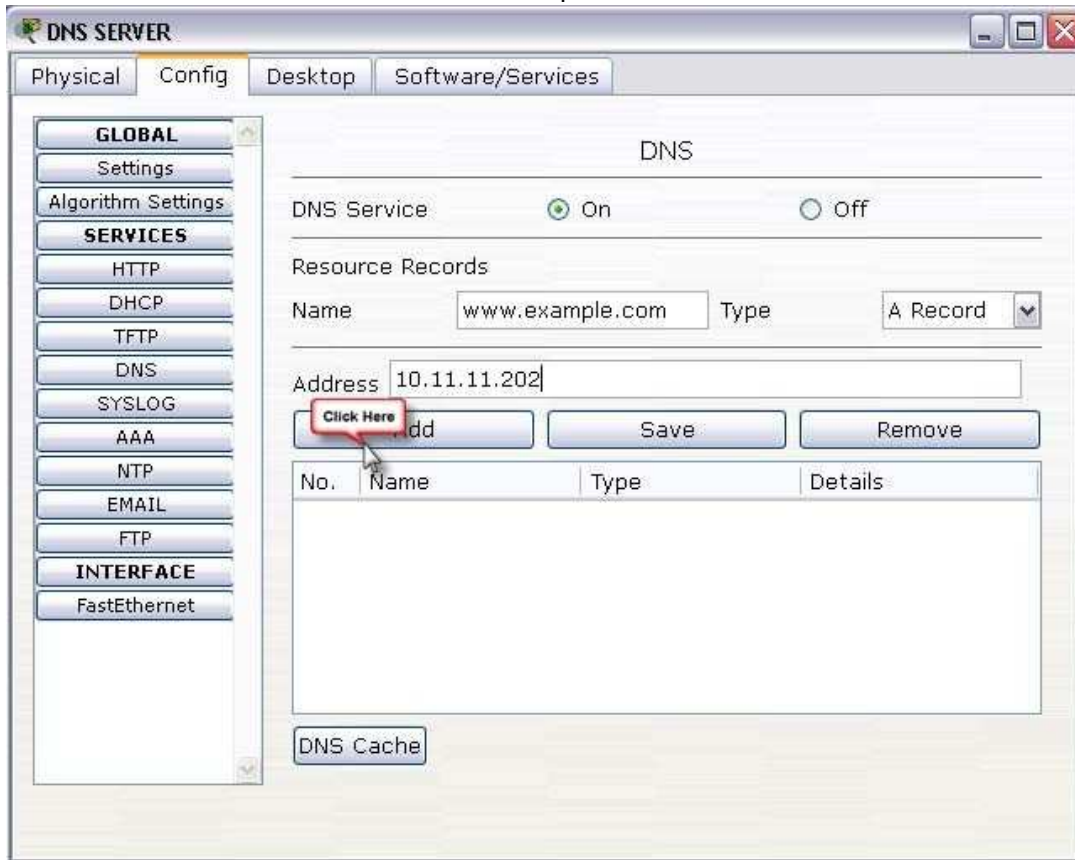 DNS SERVER
Physical Config Desktop Software/Services
GLOBAL
Settings
Algorithm Settings
SERVICES
HTTP
DHCP
TFTP
DNS
SYSLOG
AAA
NTP
EMAIL
FTP
INTERFACE
FastEthernet
DNS
DNS Service On Off
Resource Records
Name www.example.com Type A Record
Address 10.11.11.202
Click Here
Add Save Remove
No. Name Type Details
DNS Cache